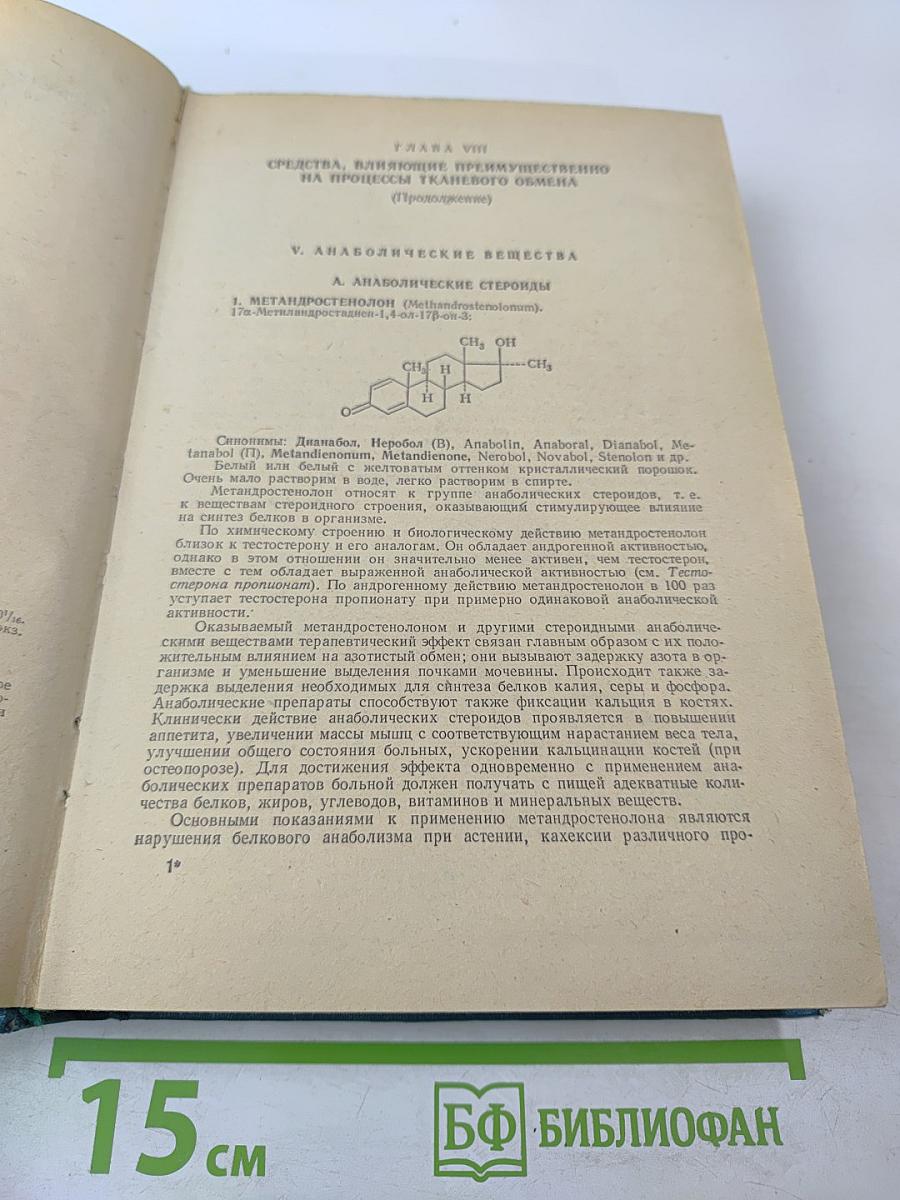 ГЛАВА VIII
СРЕДСТВА, ВЛИЯЮЩИЕ ПРЕИМУЩЕСТВЕННО
НА ПРОЦЕССЫ ТКАНЕВОГО ОБМЕНА
(Продолжение)
V. АНАБОЛИЧЕСКИЕ ВЕЩЕСТВА
А. АНАБОЛИЧЕСКИЕ СТЕРОИДЫ
1. МЕТАНДРОСТЕНОЛОН (Methandrostenolonum).
17α-Метиландростадиен-1,4-ол-17β-он-3:
CH₃ OH
CH₃ H ----CH₃
H H
O
Синонимы: Дианабол, Неробол (В), Anabolin, Anaboral, Dianabol, Me-
tanabol (П), Metandienonum, Metandienone, Nerobol, Novabol, Stenolon и др.
Белый или белый с желтоватым оттенком кристаллический порошок.
Очень мало растворим в воде, легко растворим в спирте.
Метандростенолон относят к группе анаболических стероидов, т. е.
к веществам стероидного строения, оказывающий стимулирующее влияние
на синтез белков в организме.
По химическому строению и биологическому действию метандростенолон
близок к тестостерону и его аналогам. Он обладает андрогенной активностью,
однако в этом отношении он значительно менее активен, чем тестостерон,
вместе с тем обладает выраженной анаболической активностью (см. Тесто-
стерона пропионат). По андрогенному действию метандростенолон в 100 раз
уступает тестостерона пропионату при примерно одинаковой анаболической
активности.
Оказываемый метандростенолоном и другими стероидными анаболиче-
скими веществами терапевтический эффект связан главным образом с их поло-
жительным влиянием на азотистый обмен; они вызывают задержку азота в ор-
ганизме и уменьшение выделения почками мочевины. Происходит также за-
держка выделения необходимых для синтеза белков калия, серы и фосфора.
Анаболические препараты способствуют также фиксации кальция в костях.
Клинически действие анаболических стероидов проявляется в повышении
аппетита, увеличении массы мышц с соответствующим нарастанием веса тела,
улучшении общего состояния больных, ускорении кальцинации костей (при
остеопорозе). Для достижения эффекта одновременно с применением ана-
болических препаратов больной должен получать с пищей адекватные коли-
чества белков, жиров, углеводов, витаминов и минеральных веществ.
Основными показаниями к применению метандростенолона являются
нарушения белкового анаболизма при астении, кахексии различного про-
1*
15 см
БФ БИБЛИОФАН